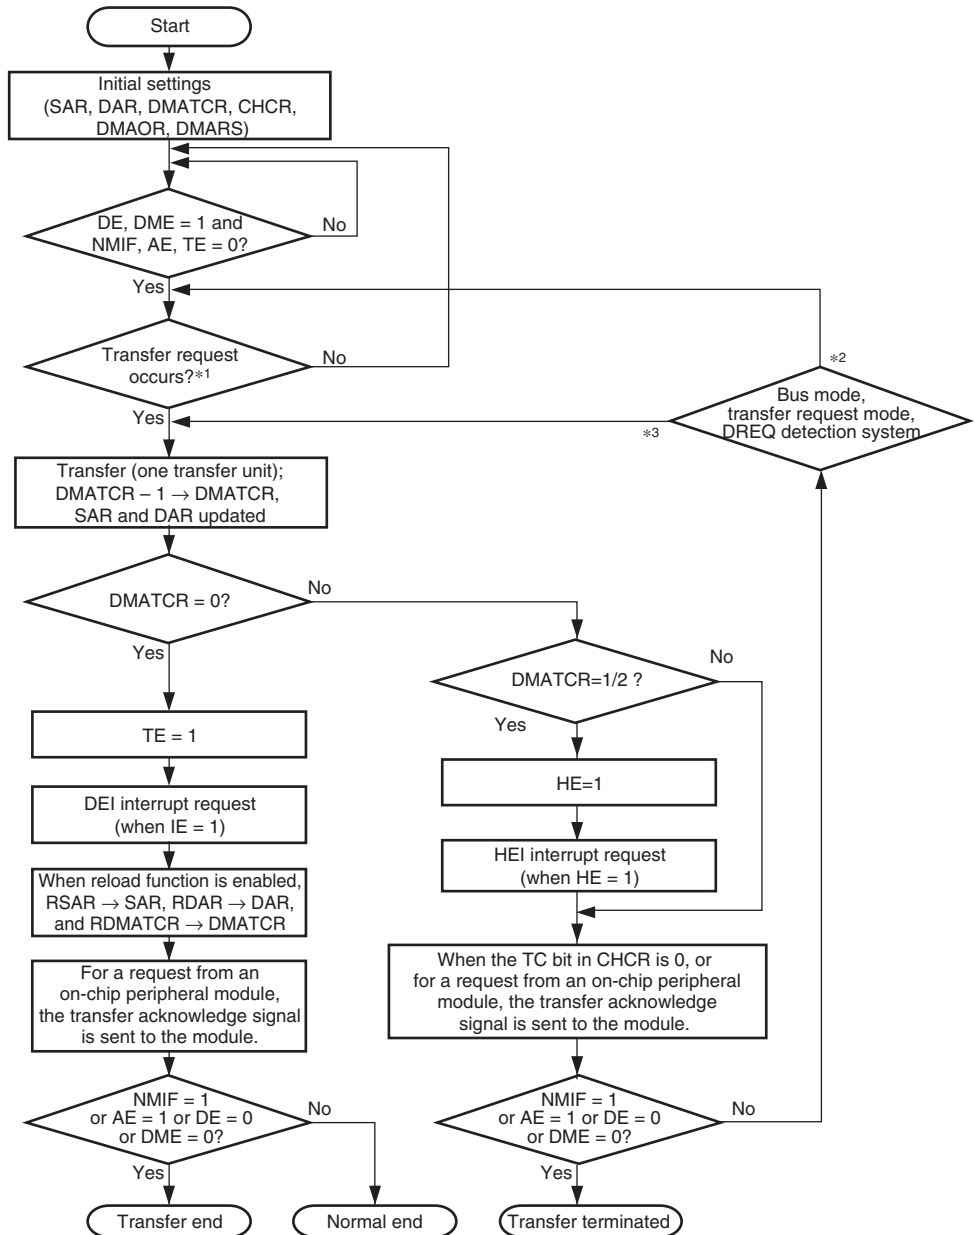 Start
Initial settings
(SAR, DAR, DMATCR, CHCR,
DMAOR, DMARS)
DE, DME = 1 and
NMIF, AE, TE = 0?
No
Yes
Transfer request
occurs?*1
No
Yes
*2
Bus mode,
transfer request mode,
DREQ detection system
*3
Transfer (one transfer unit);
DMATCR – 1 → DMATCR,
SAR and DAR updated
DMATCR = 0?
No
Yes
DMATCR=1/2 ?
No
Yes
TE = 1
HE=1
DEI interrupt request
(when IE = 1)
HEI interrupt request
(when HE = 1)
When reload function is enabled,
RSAR → SAR, RDAR → DAR,
and RDMATCR → DMATCR
When the TC bit in CHCR is 0, or
for a request from an on-chip peripheral
module, the transfer acknowledge
signal is sent to the module.
For a request from an
on-chip peripheral module,
the transfer acknowledge signal
is sent to the module.
NMIF = 1
or AE = 1 or DE = 0
or DME = 0?
No
Yes
NMIF = 1
or AE = 1 or DE = 0
or DME = 0?
No
Yes
Transfer end
Normal end
Transfer terminated